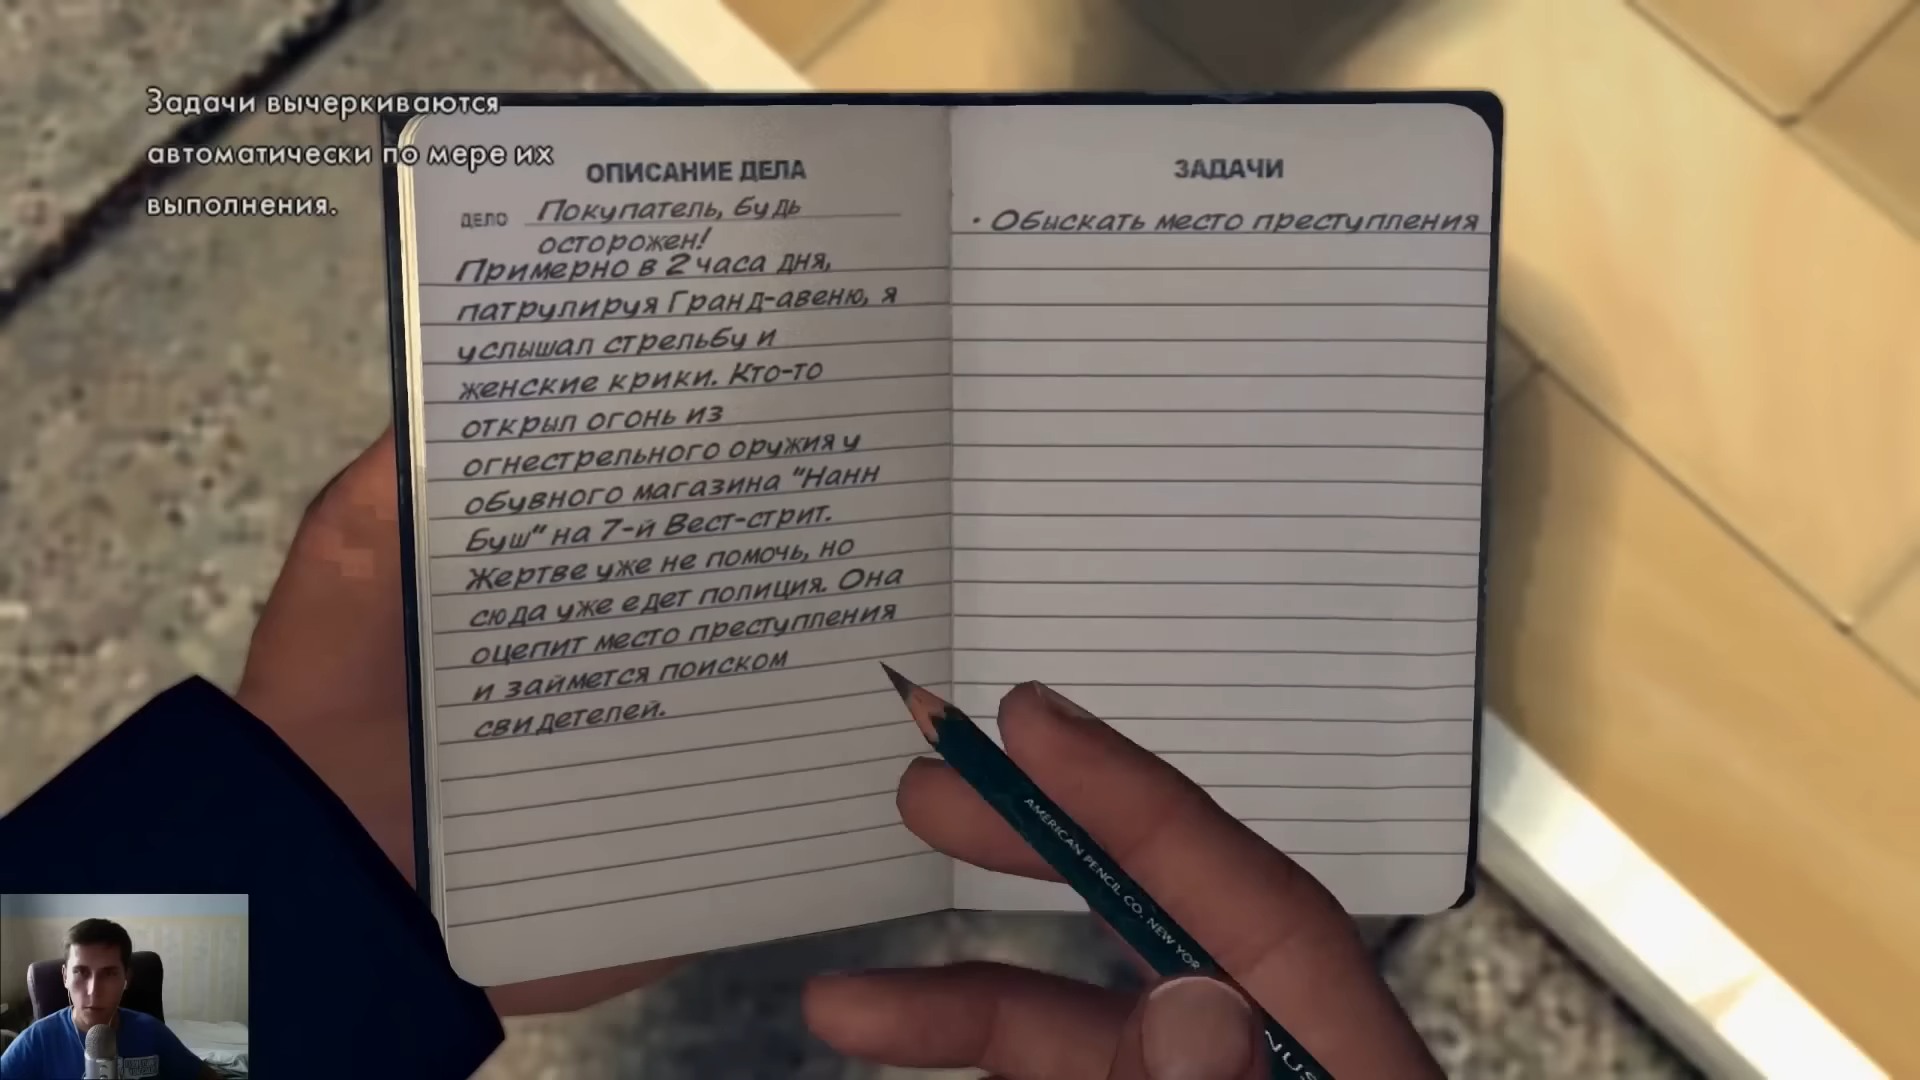 Задачи вычеркиваются
автоматически по мере их
выполнения.
ОПИСАНИЕ ДЕЛА
ДЕЛО Покупатель, будь
осторожен!
Примерно в 2 часа дня,
патрулируя Гранд-авеню, я
услышал стрельбу и
женские крики. Кто-то
открыл огонь из
огнестрельного оружия у
обувного магазина "Нанн
Буш" на 7-й Вест-стрит.
Жертве уже не помочь, но
сюда уже едет полиция. Она
оцепит место преступления
и займется поиском
свидетелей.
ЗАДАЧИ
• Обыскать место преступления
AMERICAN PENCIL CO. NEW YOR